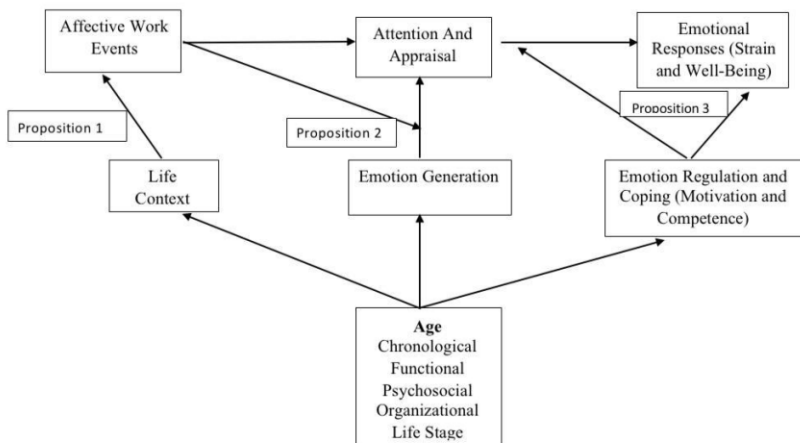 Affective Work
Events
Attention And
Appraisal
Emotional
Responses (Strain
and Well-Being)
Proposition 1
Proposition 2
Proposition 3
Life
Context
Emotion Generation
Emotion Regulation and
Coping (Motivation and
Competence)
Age
Chronological
Functional
Psychosocial
Organizational
Life Stage